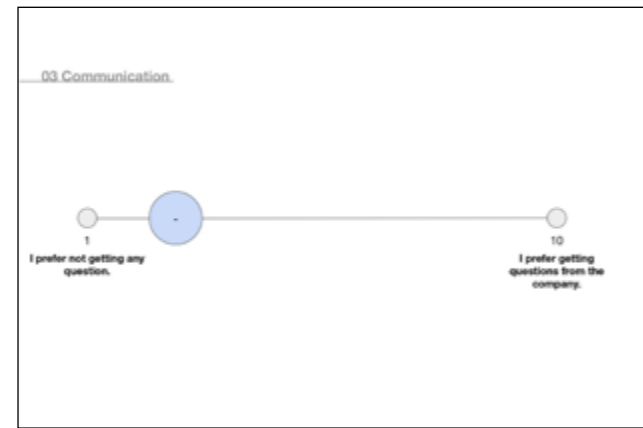 03 Communication
-
1
I prefer not getting any
question.
10
I prefer getting
questions from the
company.